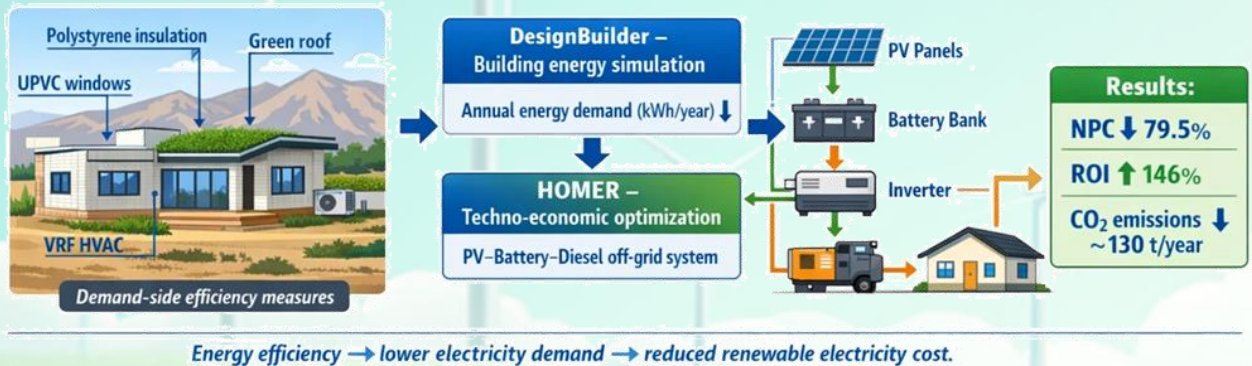 Polystyrene insulation
Green roof
UPVC windows
VRF HVAC
Demand-side efficiency measures
DesignBuilder –
Building energy simulation
Annual energy demand (kWh/year) ↓
HOMER –
Techno-economic optimization
PV–Battery–Diesel off-grid system
PV Panels
Battery Bank
Inverter
Results:
NPC ↓ 79.5%
ROI ↑ 146%
CO₂ emissions ↓
~130 t/year
Energy efficiency → lower electricity demand → reduced renewable electricity cost.